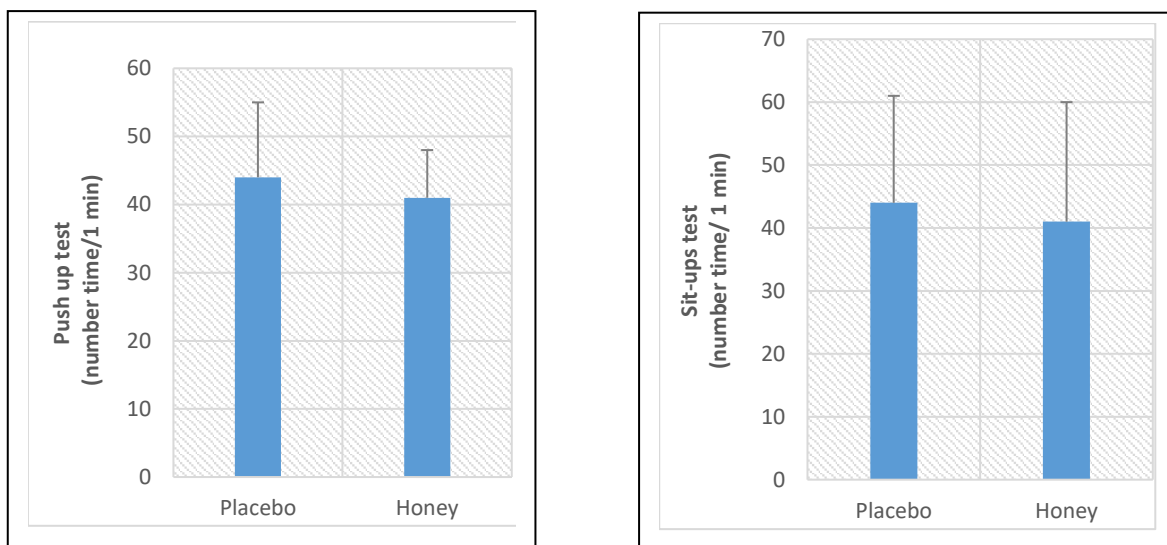 60
50
40
30
20
10
0
Push up test
(number time/1 min)
Placebo Honey
70
60
50
40
30
20
10
0
Sit-ups test
(number time/ 1 min)
Placebo Honey